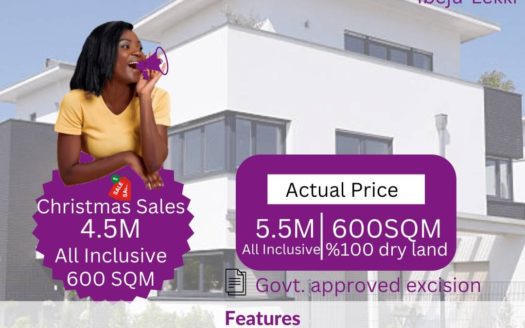 Ibeju-Lekki
SALE
Actual Price
Christmas Sales
4.5M
All Inclusive
600 SQM
5.5M| 600SQM
All Inclusive|%100 dry land
Govt. approved excision
Features